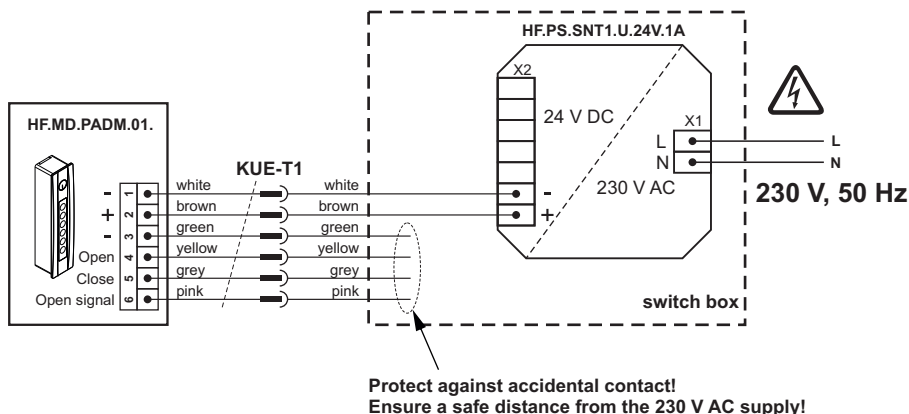 HF.PS.SNT1.U.24V.1A
X2
24 V DC
X1
L
N
230 V AC
L
N
230 V, 50 Hz
-
+
switch box
HF.MD.PADM.01.
KUE-T1
- 1 white white
+ 2 brown brown
- 3 green green
Open 4 yellow yellow
Close 5 grey grey
Open signal 6 pink pink
Protect against accidental contact!
Ensure a safe distance from the 230 V AC supply!